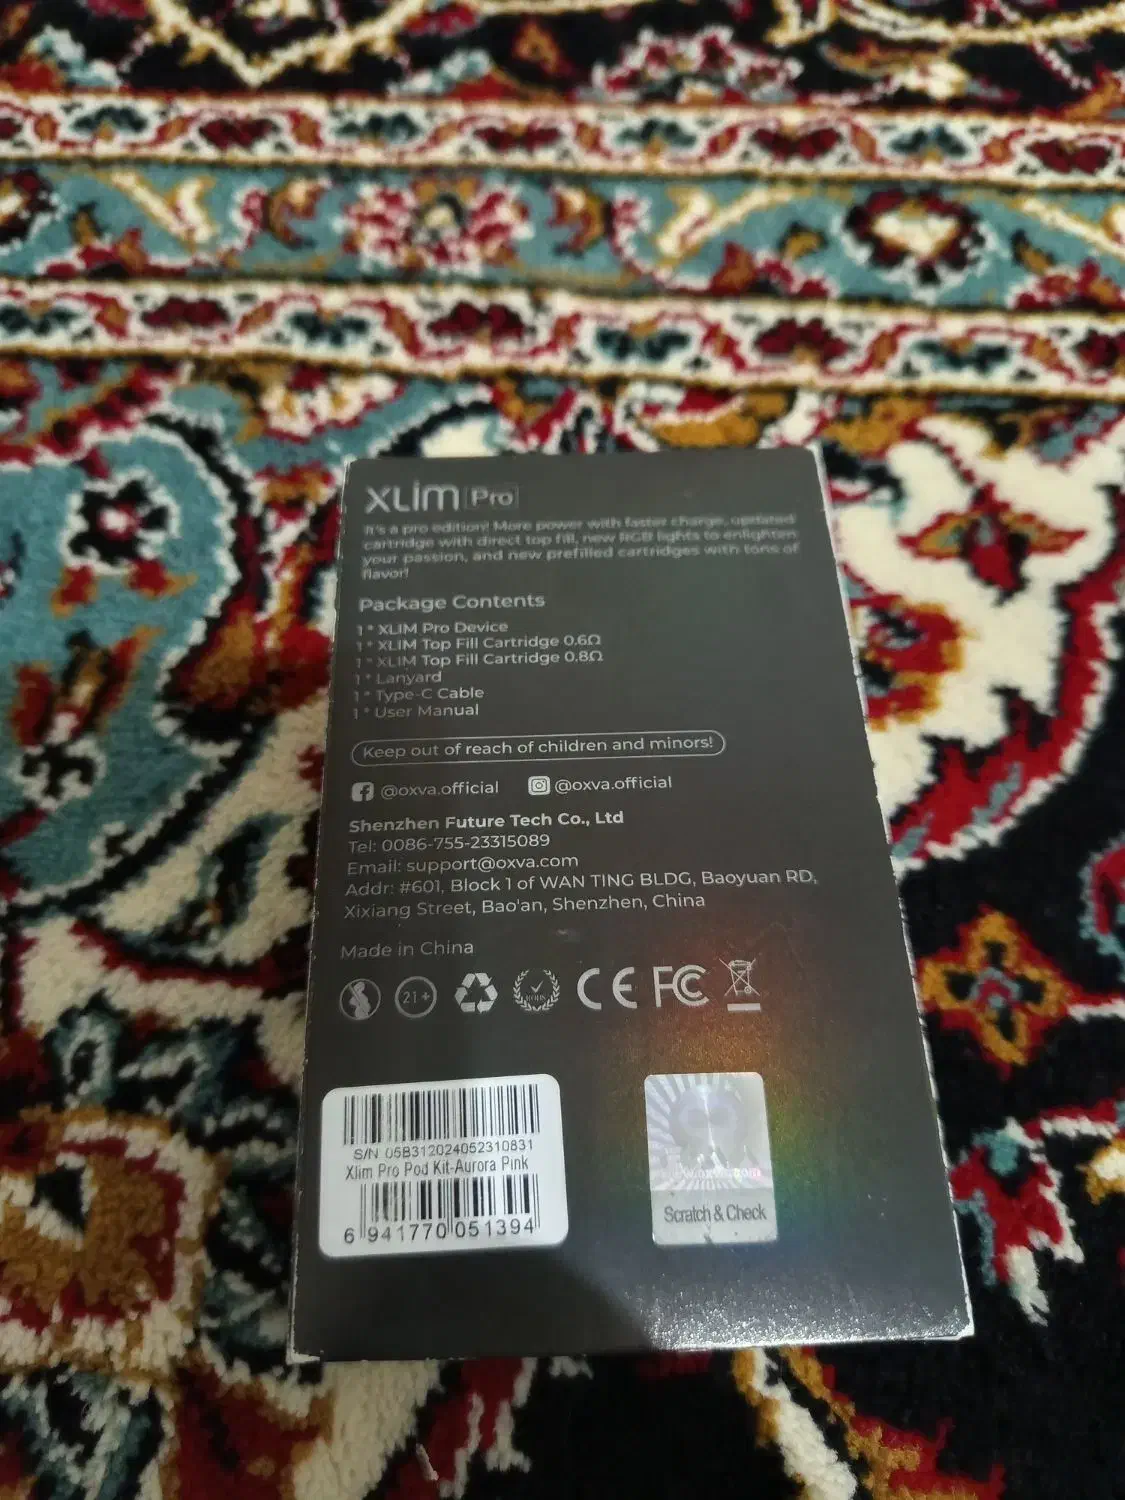 XLIM Pro
It's a pro edition! More power with faster charge, updated
cartridge with direct top fill, new RGB lights to enlighten
your passion, and new prefilled cartridges with tons of
flavor!
Package Contents
1 * XLIM Pro Device
1 * XLIM Top Fill Cartridge 0.6Ω
1 * XLIM Top Fill Cartridge 0.8Ω
1 * Lanyard
1 * Type-C Cable
1 * User Manual
Keep out of reach of children and minors!
@oxva.official @oxva.official
Shenzhen Future Tech Co., Ltd
Tel: 0086-755-23315089
Email: support@oxva.com
Addr: #601, Block 1 of WAN TING BLDG, Baoyuan RD,
Xixiang Street, Bao'an, Shenzhen, China
Made in China
21+ ROHS CE FC
S/N 05B312024052310831
Xlim Pro Pod Kit-Aurora Pink
6 941770 051394
Scratch & Check